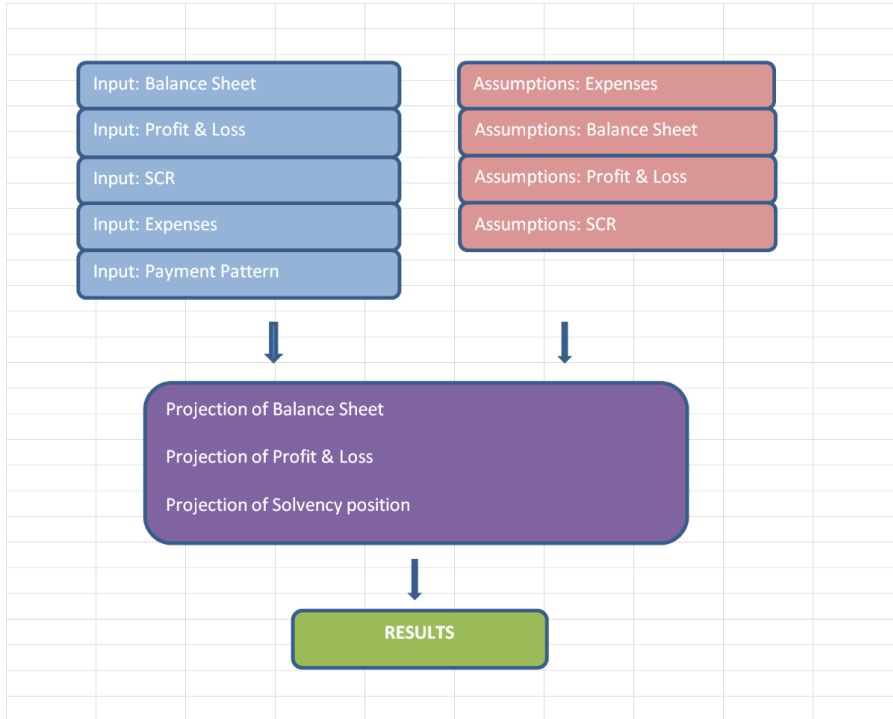 Input: Balance Sheet
Input: Profit & Loss
Input: SCR
Input: Expenses
Input: Payment Pattern
Assumptions: Expenses
Assumptions: Balance Sheet
Assumptions: Profit & Loss
Assumptions: SCR
Projection of Balance Sheet
Projection of Profit & Loss
Projection of Solvency position
RESULTS